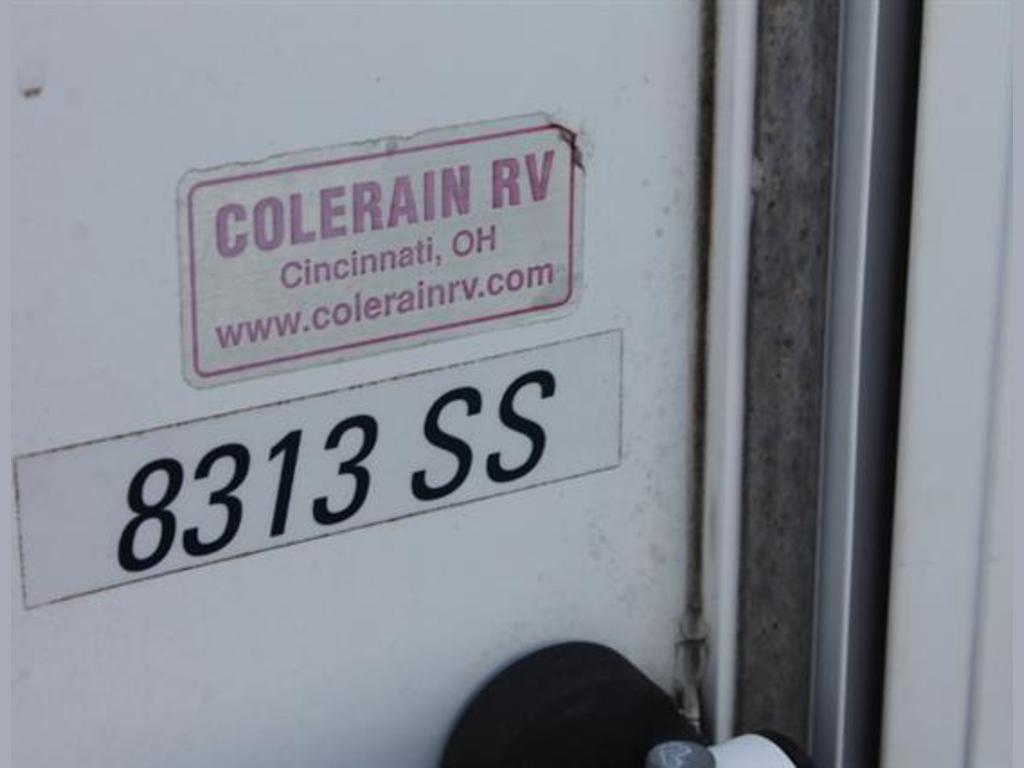 COLERAIN RV
Cincinnati, OH
www.colerainrv.com
8313 SS